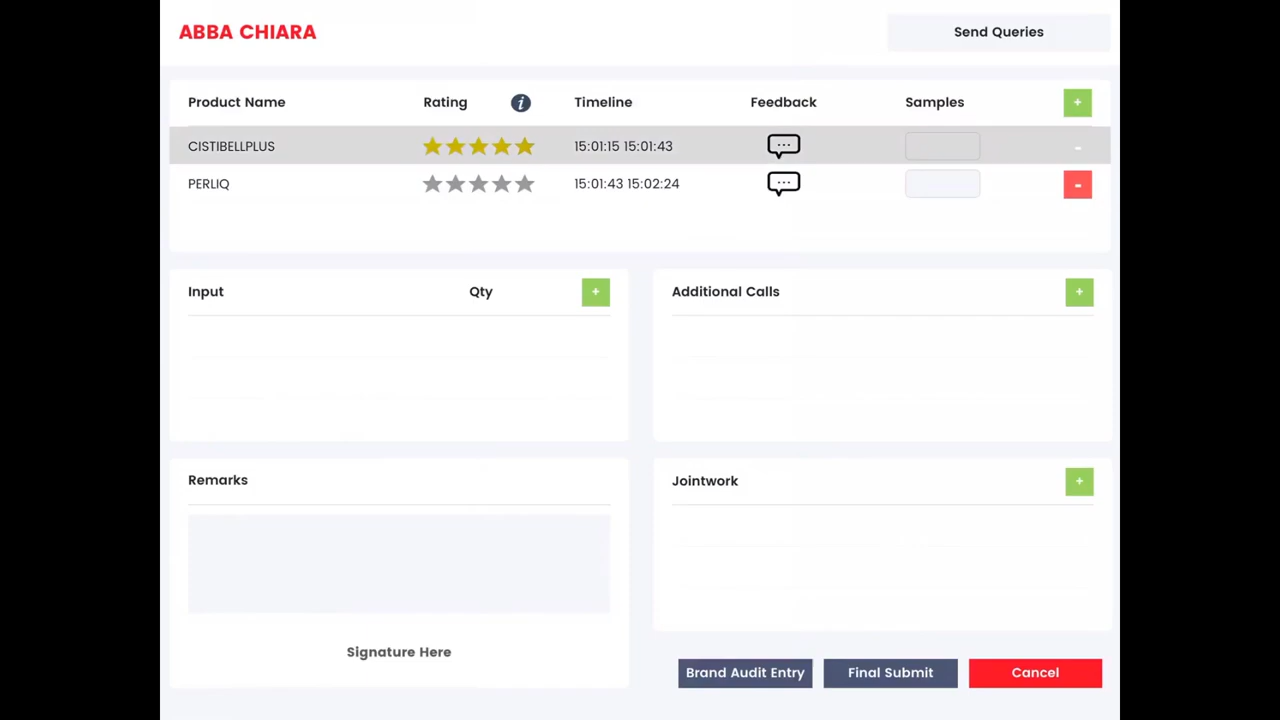 ABBA CHIARA
Send Queries
Product Name Rating i Timeline Feedback Samples +
CISTIBELLPLUS 15:01:15 15:01:43 ... -
PERLIQ 15:01:43 15:02:24 ... -
Input Qty +
Additional Calls +
Remarks
Jointwork +
Signature Here
Brand Audit Entry Final Submit Cancel